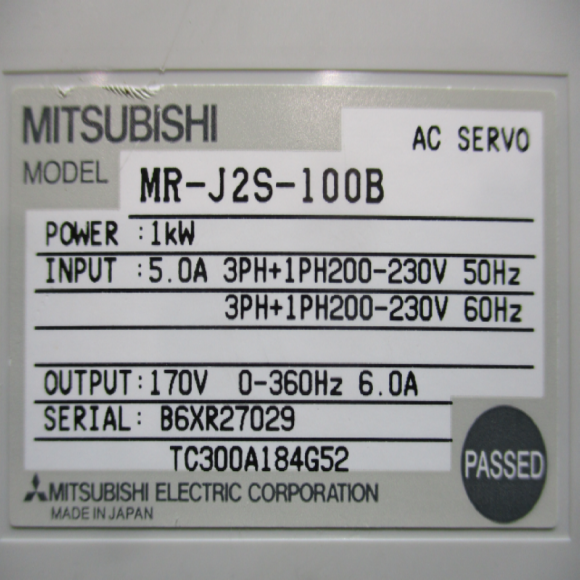 MITSUBISHI
AC SERVO
MODEL MR-J2S-100B
POWER :1kW
INPUT :5.0A 3PH+1PH200-230V 50Hz
3PH+1PH200-230V 60Hz
OUTPUT:170V 0-360Hz 6.0A
SERIAL: B6XR27029
TC300A184G52
PASSED
MITSUBISHI ELECTRIC CORPORATION
MADE IN JAPAN